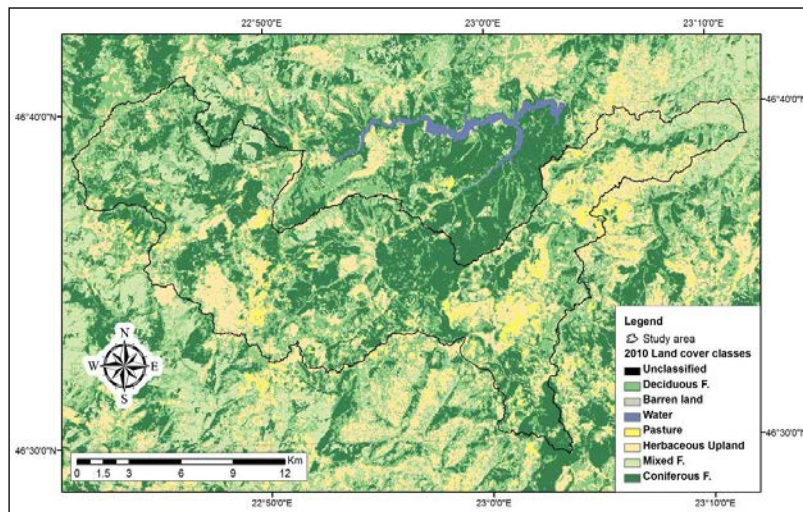 22°50'0"E 23°0'0"E 23°10'0"E
46°40'0"N 46°40'0"N
N
W E
S
Legend
Study area
2010 Land cover classes
Unclassified
Deciduous F.
Barren land
Water
Pasture
Herbaceous Upland
Mixed F.
Coniferous F.
46°30'0"N 46°30'0"N
Km
0 1.5 3 6 9 12
22°50'0"E 23°0'0"E 23°10'0"E